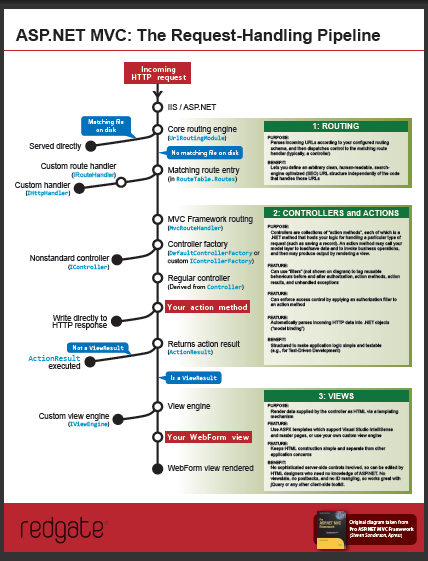 ASP.NET MVC: The Request-Handling Pipeline
Incoming
HTTP request
IIS / ASP.NET
Matching file
on disk
Core routing engine
(UrlRoutingModule)
Served directly
No matching file on disk
Custom route handler
(IRouteHandler)
Matching route entry
(in RouteTable.Routes)
Custom handler
(IHttpHandler)
1: ROUTING
PURPOSE:
Parses incoming URLs according to your configured routing
schema, and then dispatches control to the matching route
handler (typically, a controller)
BENEFIT:
Lets you define an arbitrary clean, human-readable, search-
engine optimized (SEO) URL structure independently of the code
that handles those URLs
MVC Framework routing
(MvcRouteHandler)
Controller factory
(DefaultControllerFactory or
custom IControllerFactory)
Nonstandard controller
(IController)
Regular controller
(Derived from Controller)
Your action method
Write directly to
HTTP response
Returns action result
(ActionResult)
Not a ViewResult
ActionResult
executed
Is a ViewResult
2: CONTROLLERS and ACTIONS
PURPOSE:
Controllers are collections of "action methods", each of which is a
.NET method that hosts your logic for handling a particular type of
request (such as saving a record). An action method may call your
model layer to load/save data and to invoke business operations,
and then may produce output by rendering a view.
FEATURE:
Can use "filters" (not shown on diagram) to tag reusable
behaviours before and after authorization, action methods, action
results, and unhandled exceptions
FEATURE:
Can enforce access control by applying an authorization filter to
an action method
FEATURE:
Automatically parses incoming HTTP data into .NET objects
("model binding")
BENEFIT:
Structured to make application logic simple and testable
(e.g., for Test-Driven Development)
View engine
Custom view engine
(IViewEngine)
Your WebForm view
WebForm view rendered
3: VIEWS
PURPOSE:
Render data supplied by the controller as HTML via a templating
mechanism
FEATURE:
Use ASPX templates which support Visual Studio IntelliSense
and master pages, or use your own custom view engine
FEATURE:
Keeps HTML construction simple and separate from other
application concerns
BENEFIT:
No sophisticated server-side controls involved, so can be edited by
HTML designers who need no knowledge of ASP.NET. No
viewstate, no postbacks, and no ID mangling, so works great with
jQuery or any other client-side toolkit.
redgate
Original diagram taken from
Pro ASP.NET MVC Framework
(Steven Sanderson, Apress)